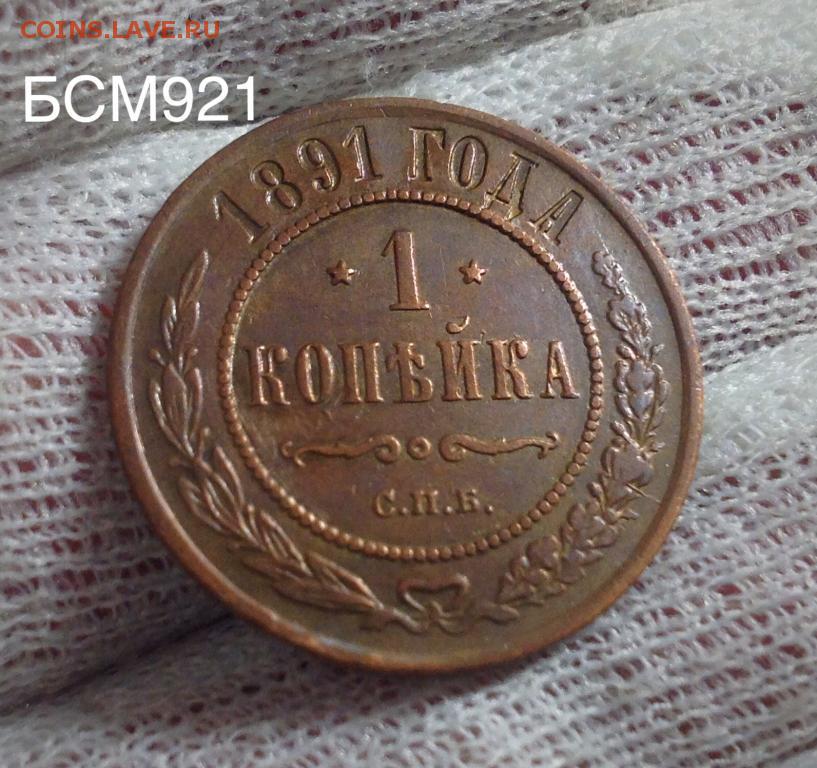 COINS.LAVE.RU
БСМ921
1891 ГОДА
1
КОПѢЙКА
С.П.Б.